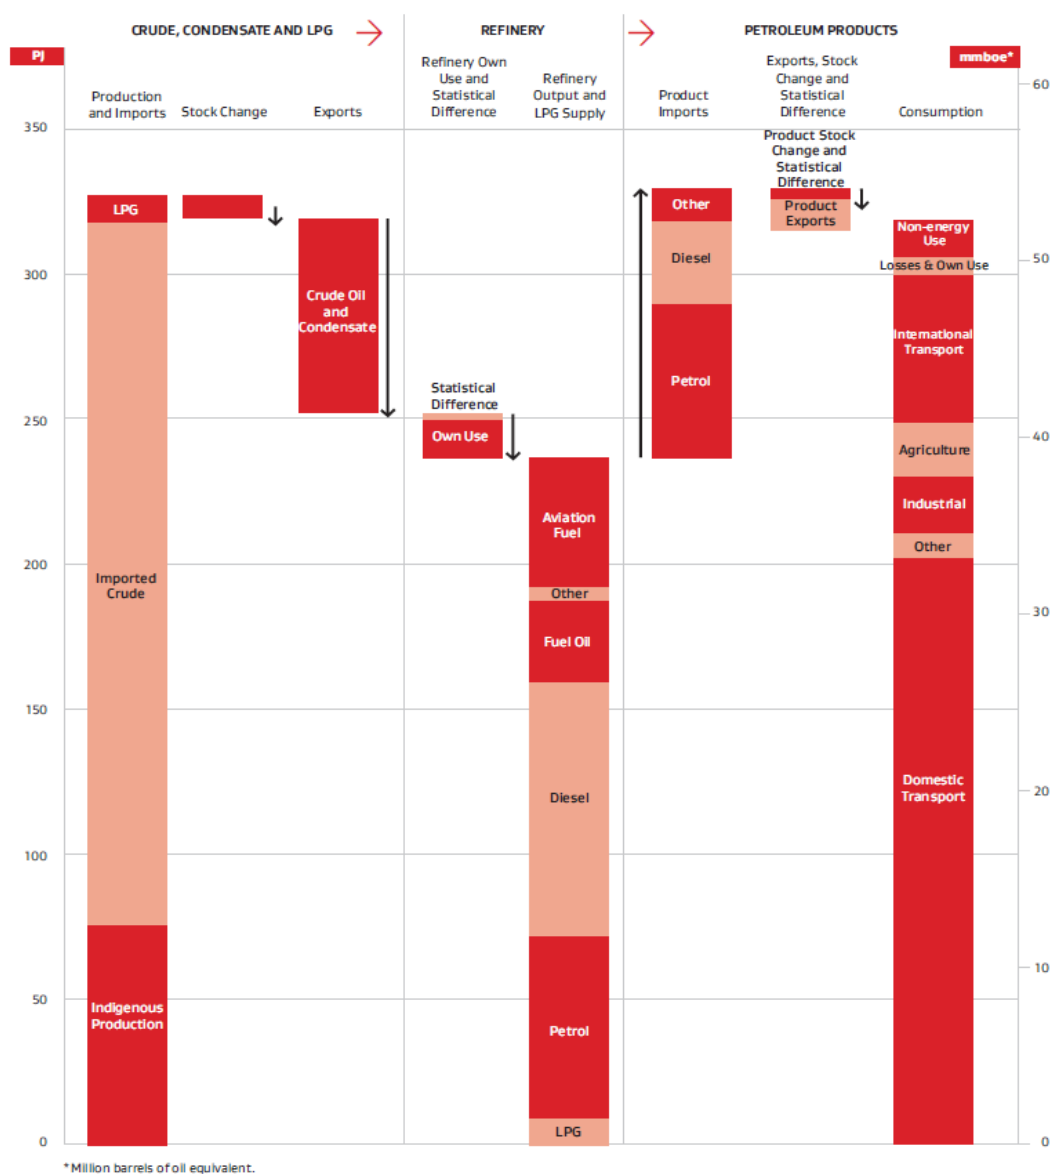 CRUDE, CONDENSATE AND LPG
REFINERY
PETROLEUM PRODUCTS
PJ
mmboe*
Production
and Imports
Stock Change
Exports
Refinery Own
Use and
Statistical
Difference
Refinery
Output and
LPG Supply
Product
Imports
Exports, Stock
Change and
Statistical
Difference
Consumption
350
300
250
200
150
100
50
0
60
50
40
30
20
10
0
LPG
Imported
Crude
Indigenous
Production
Crude Oil
and
Condensate
Statistical
Difference
Own Use
Aviation
Fuel
Other
Fuel Oil
Diesel
Petrol
LPG
Other
Diesel
Petrol
Product Stock
Change and
Statistical
Difference
Product
Exports
Non-energy
Use
Losses & Own Use
International
Transport
Agriculture
Industrial
Other
Domestic
Transport
*Million barrels of oil equivalent.